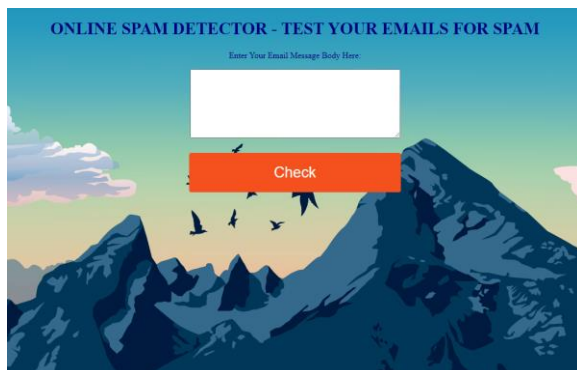 ONLINE SPAM DETECTOR - TEST YOUR EMAILS FOR SPAM
Enter Your Email Message Body Here:
Check